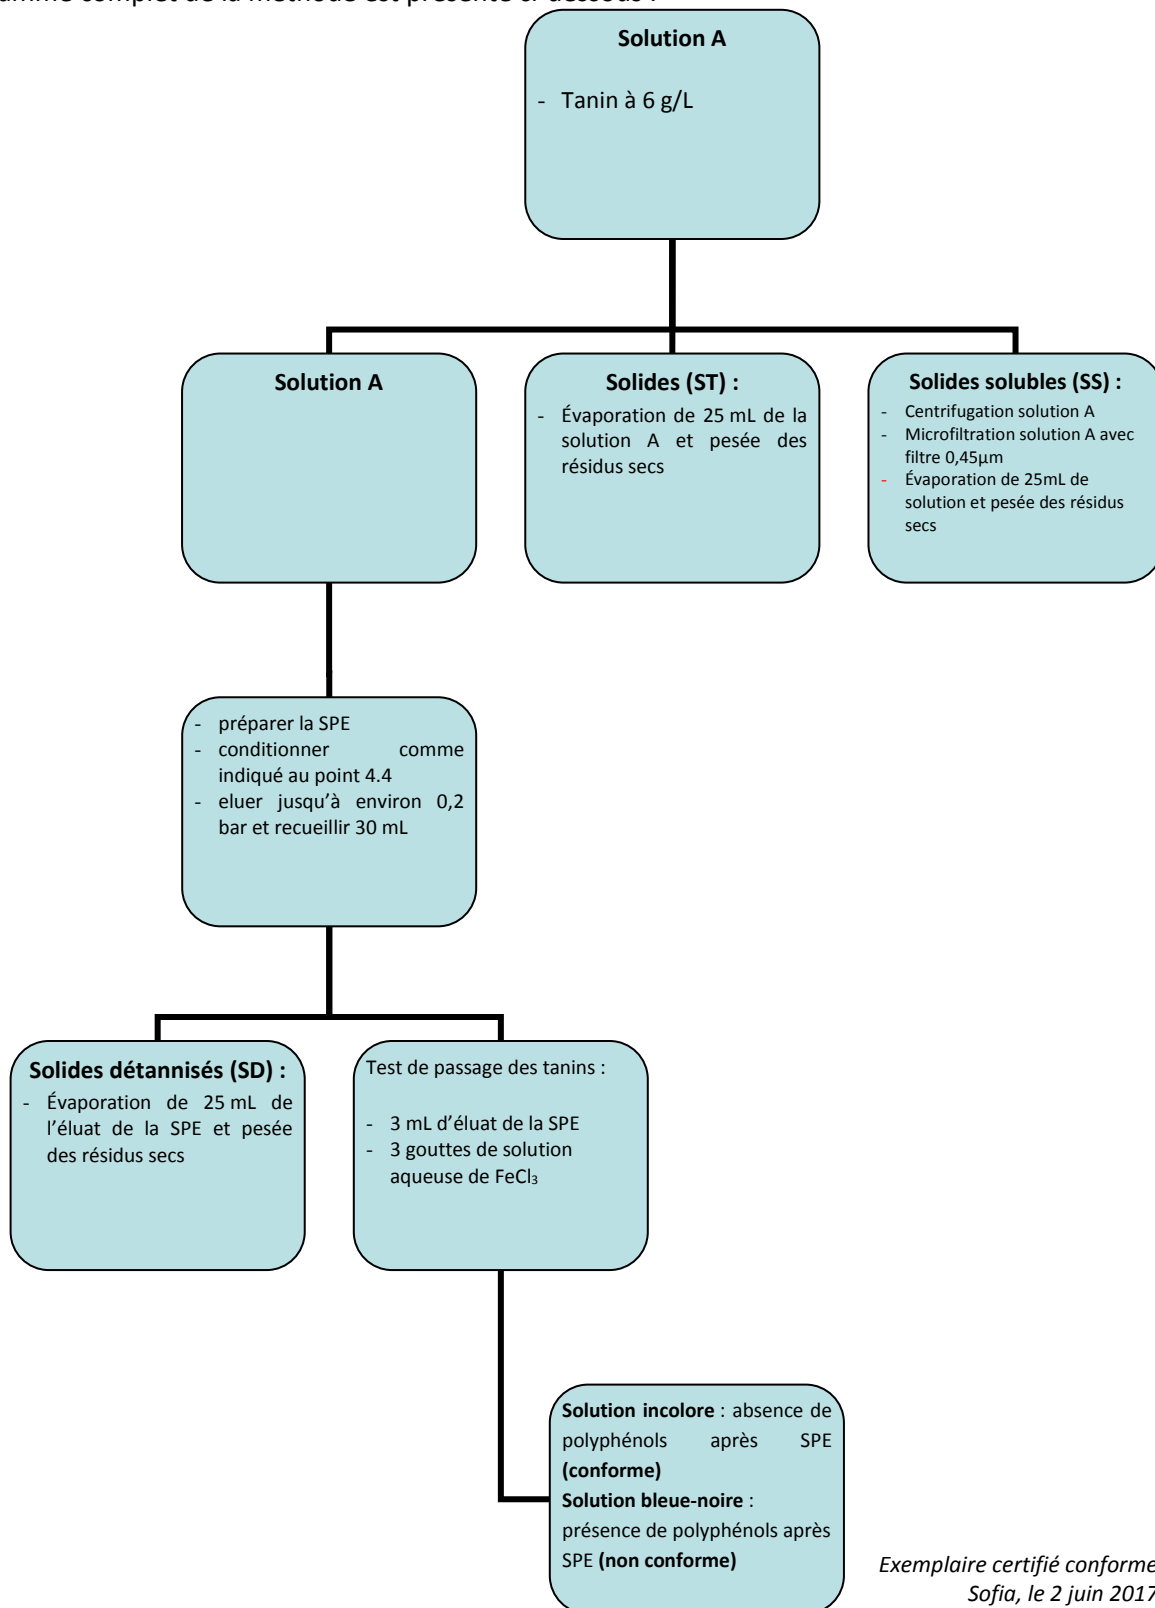 Solution A
- Tanin à 6 g/L
Solution A
Solides (ST) :
- Évaporation de 25 mL de la
solution A et pesée des
résidus secs
Solides solubles (SS) :
- Centrifugation solution A
- Microfiltration solution A avec
filtre 0,45µm
- Évaporation de 25mL de
solution et pesée des résidus
secs
- préparer la SPE
- conditionner comme
indiqué au point 4.4
- eluer jusqu'à environ 0,2
bar et recueillir 30 mL
Solides détannisés (SD) :
- Évaporation de 25 mL de
l'éluat de la SPE et pesée
des résidus secs
Test de passage des tanins :
- 3 mL d'éluat de la SPE
- 3 gouttes de solution
aqueuse de FeCl₃
Solution incolore : absence de
polyphénols après SPE
(conforme)
Solution bleue-noire :
présence de polyphénols après
SPE (non conforme)
Exemplaire certifié conforme
Sofia, le 2 juin 2017